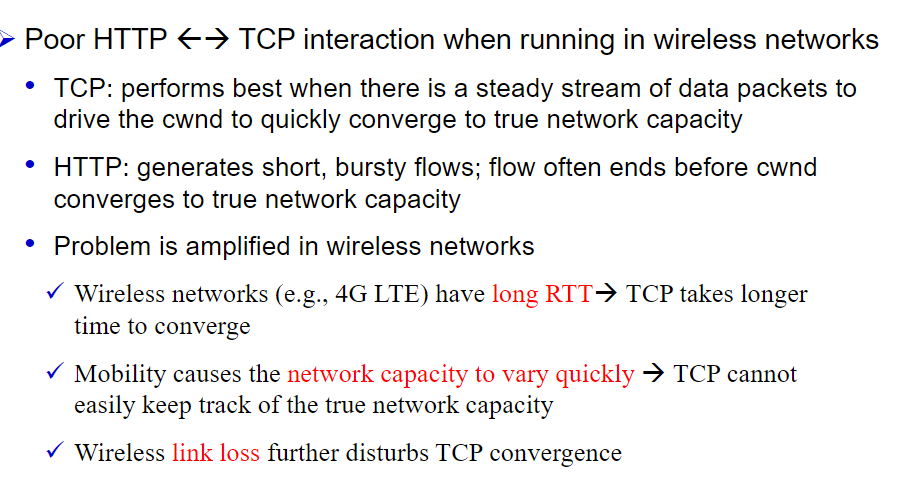 ➢ Poor HTTP ←→ TCP interaction when running in wireless networks
• TCP: performs best when there is a steady stream of data packets to
drive the cwnd to quickly converge to true network capacity
• HTTP: generates short, bursty flows; flow often ends before cwnd
converges to true network capacity
• Problem is amplified in wireless networks
✓ Wireless networks (e.g., 4G LTE) have long RTT→ TCP takes longer
time to converge
✓ Mobility causes the network capacity to vary quickly → TCP cannot
easily keep track of the true network capacity
✓ Wireless link loss further disturbs TCP convergence